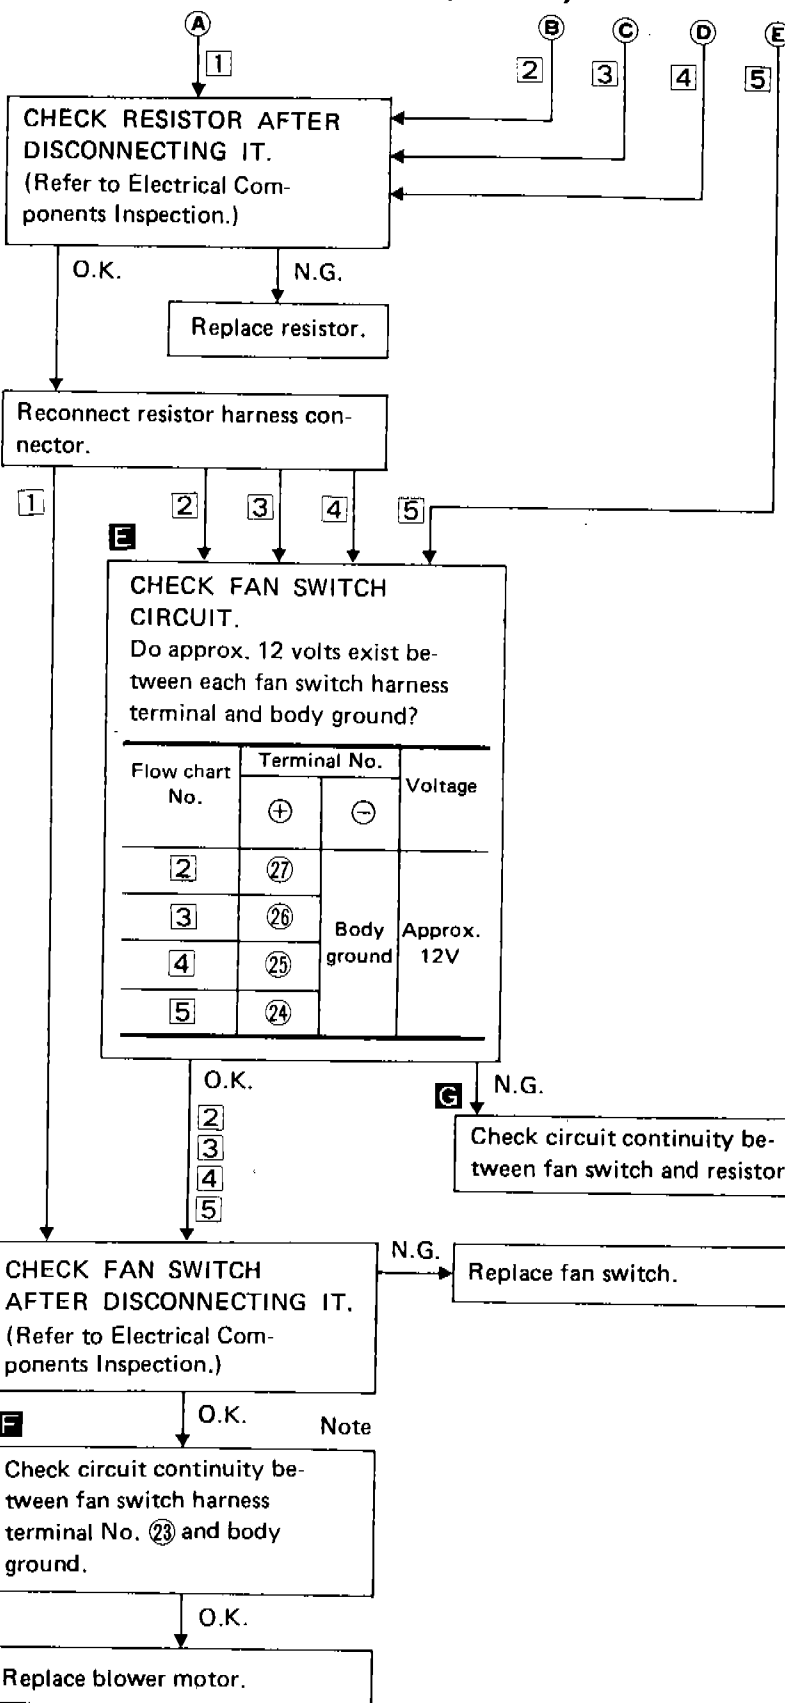 A B C D E
1 2 3 4 5
CHECK RESISTOR AFTER
DISCONNECTING IT.
(Refer to Electrical Com-
ponents Inspection.)
O.K. N.G.
Replace resistor.
Reconnect resistor harness con-
nector.
1 2 3 4 5
E
CHECK FAN SWITCH
CIRCUIT.
Do approx. 12 volts exist be-
tween each fan switch harness
terminal and body ground?
Flow chart
No.
Terminal No.
Voltage
⊕ ⊖
2 ㉗
3 ㉖
4 ㉕
5 ㉔
Body
ground
Approx.
12V
O.K.
2
3
4
5
G N.G.
Check circuit continuity be-
tween fan switch and resistor
CHECK FAN SWITCH
AFTER DISCONNECTING IT.
(Refer to Electrical Com-
ponents Inspection.)
N.G.
Replace fan switch.
O.K.
F Note
Check circuit continuity be-
tween fan switch harness
terminal No. ㉓ and body
ground.
O.K.
Replace blower motor.